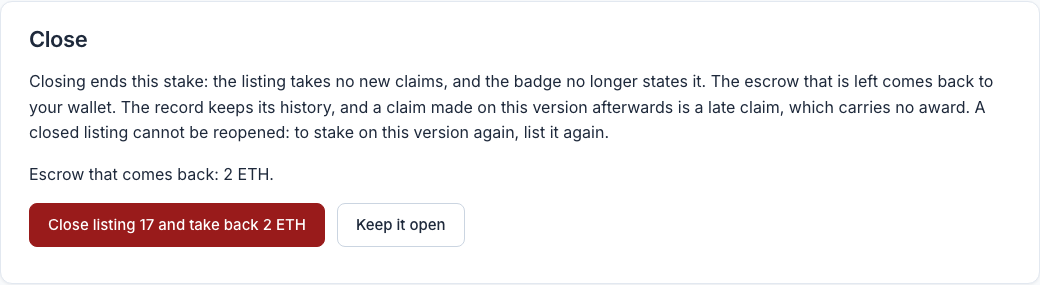 Close
Closing ends this stake: the listing takes no new claims, and the badge no longer states it. The escrow that is left comes back to
your wallet. The record keeps its history, and a claim made on this version afterwards is a late claim, which carries no award. A
closed listing cannot be reopened: to stake on this version again, list it again.
Escrow that comes back: 2 ETH.
Close listing 17 and take back 2 ETH
Keep it open